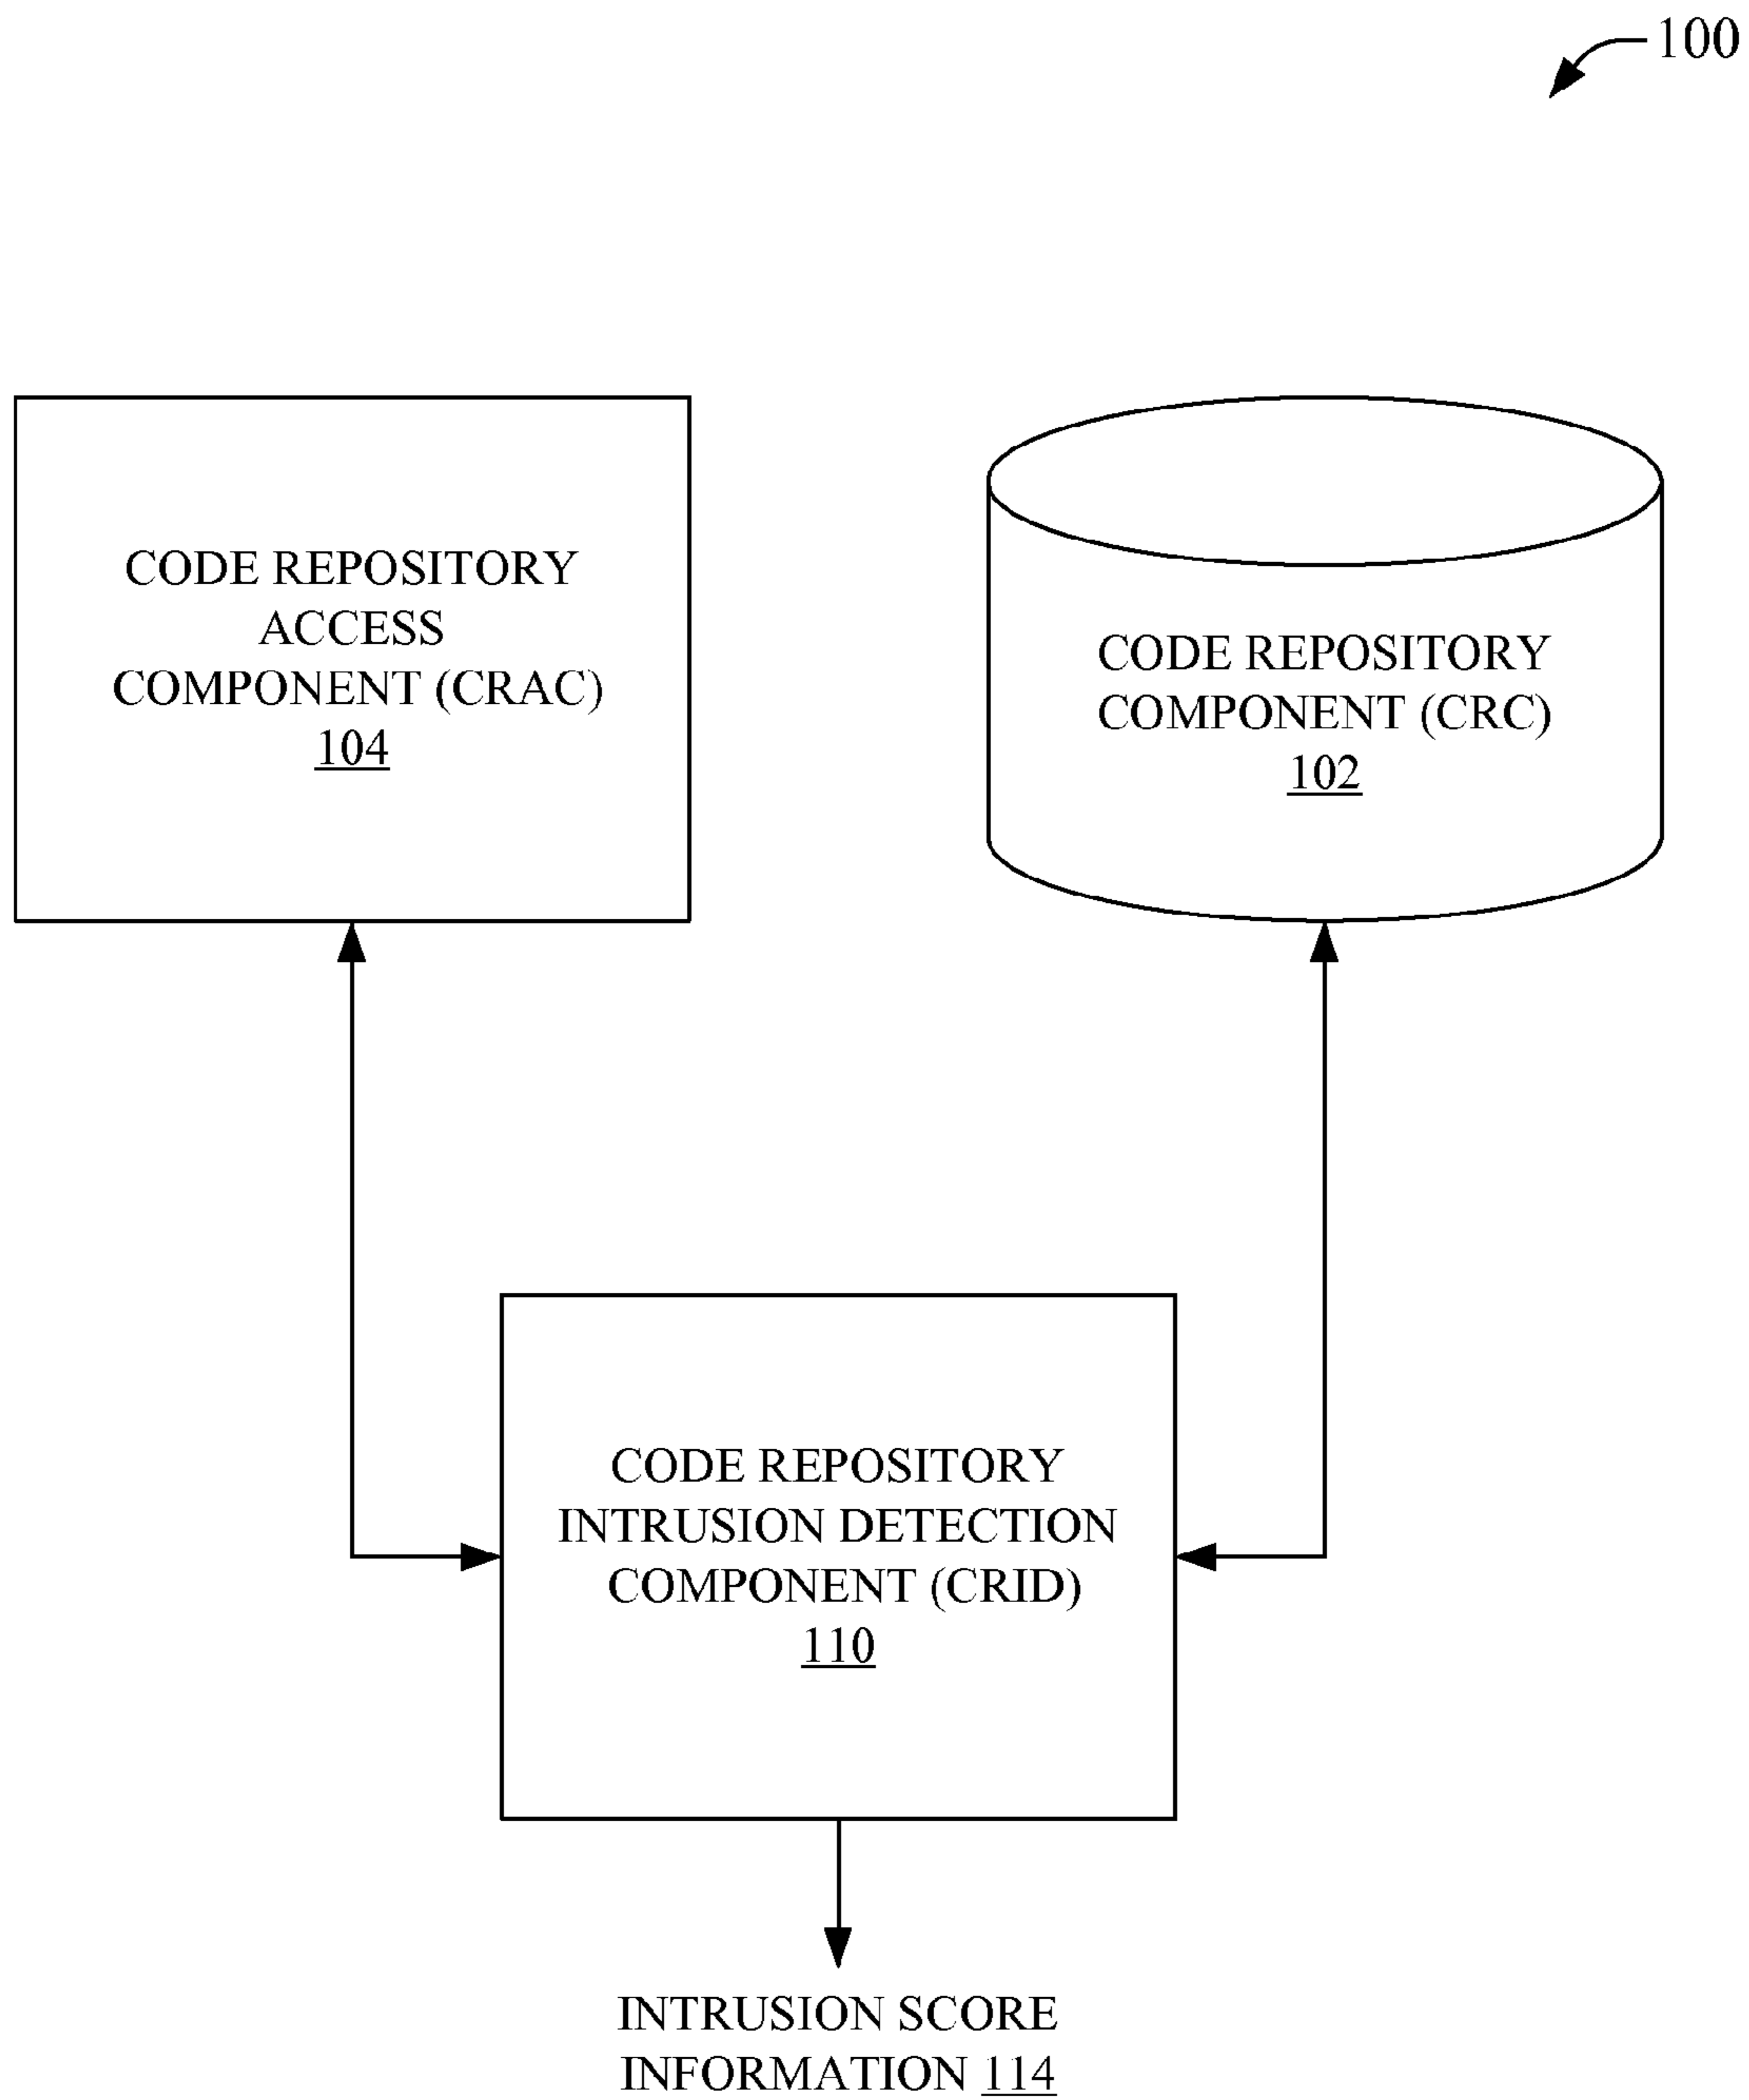 100
CODE REPOSITORY
ACCESS
COMPONENT (CRAC)
104
CODE REPOSITORY
COMPONENT (CRC)
102
CODE REPOSITORY
INTRUSION DETECTION
COMPONENT (CRID)
110
INTRUSION SCORE
INFORMATION 114